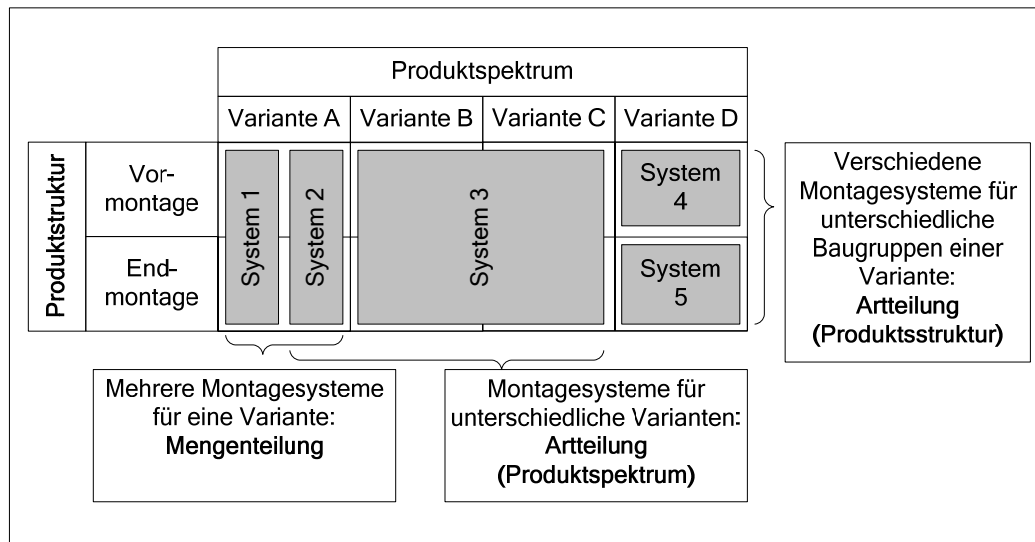 Produktspektrum
Variante A
Variante B
Variante C
Variante D
Produktstruktur
Vor-
montage
End-
montage
System 1
System 2
System 3
System
4
System
5
Verschiedene
Montagesysteme für
unterschiedliche
Baugruppen einer
Variante:
Artteilung
(Produktsstruktur)
Mehrere Montagesysteme
für eine Variante:
Mengenteilung
Montagesysteme für
unterschiedliche Varianten:
Artteilung
(Produktspektrum)